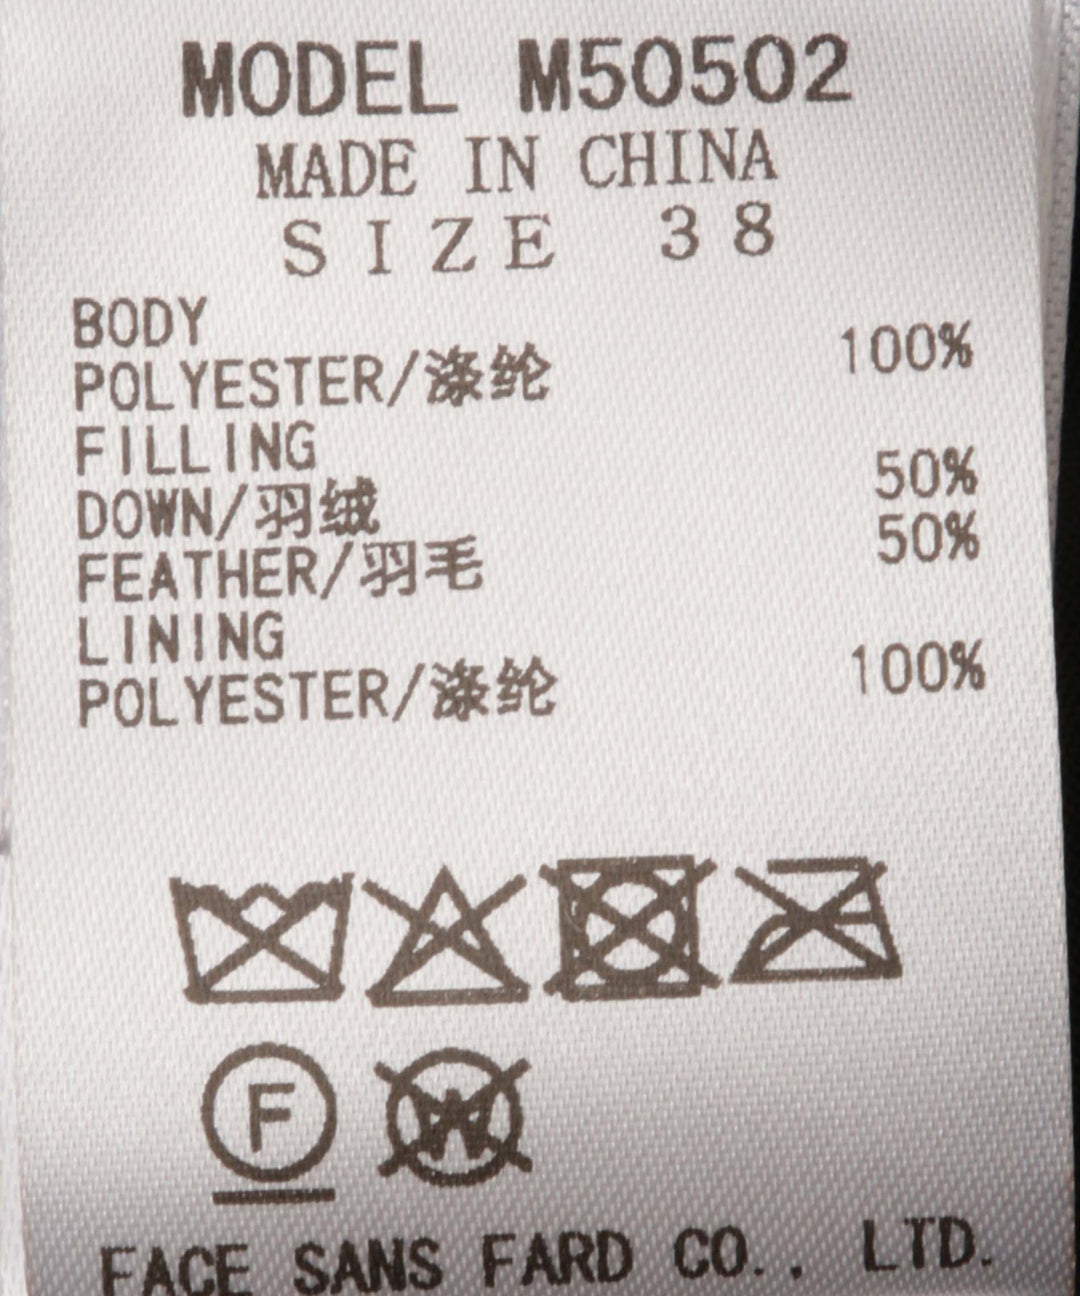 MODEL M50502
MADE IN CHINA
SIZE 38
BODY
POLYESTER/涤纶 100%
FILLING
DOWN/羽绒 50%
FEATHER/羽毛 50%
LINING
POLYESTER/涤纶 100%
F W
FACE SANS FARD CO., LTD.